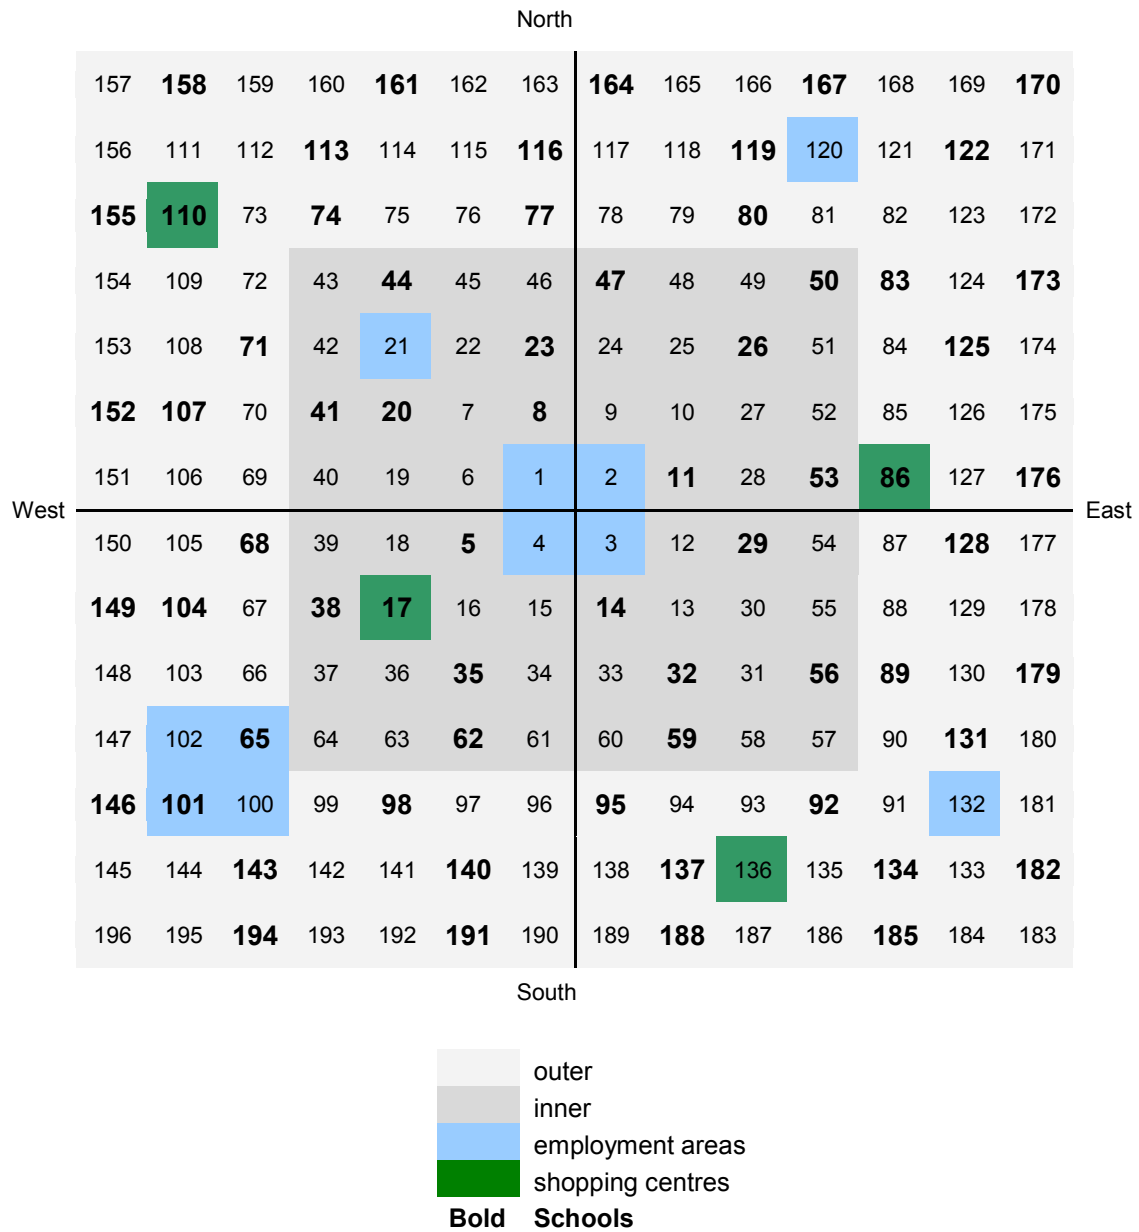 North
157 158 159 160 161 162 163 164 165 166 167 168 169 170
156 111 112 113 114 115 116 117 118 119 120 121 122 171
155 110 73 74 75 76 77 78 79 80 81 82 123 172
154 109 72 43 44 45 46 47 48 49 50 83 124 173
153 108 71 42 21 22 23 24 25 26 51 84 125 174
152 107 70 41 20 7 8 9 10 27 52 85 126 175
151 106 69 40 19 6 1 2 11 28 53 86 127 176
West East
150 105 68 39 18 5 4 3 12 29 54 87 128 177
149 104 67 38 17 16 15 14 13 30 55 88 129 178
148 103 66 37 36 35 34 33 32 31 56 89 130 179
147 102 65 64 63 62 61 60 59 58 57 90 131 180
146 101 100 99 98 97 96 95 94 93 92 91 132 181
145 144 143 142 141 140 139 138 137 136 135 134 133 182
196 195 194 193 192 191 190 189 188 187 186 185 184 183
South
outer
inner
employment areas
shopping centres
Bold Schools